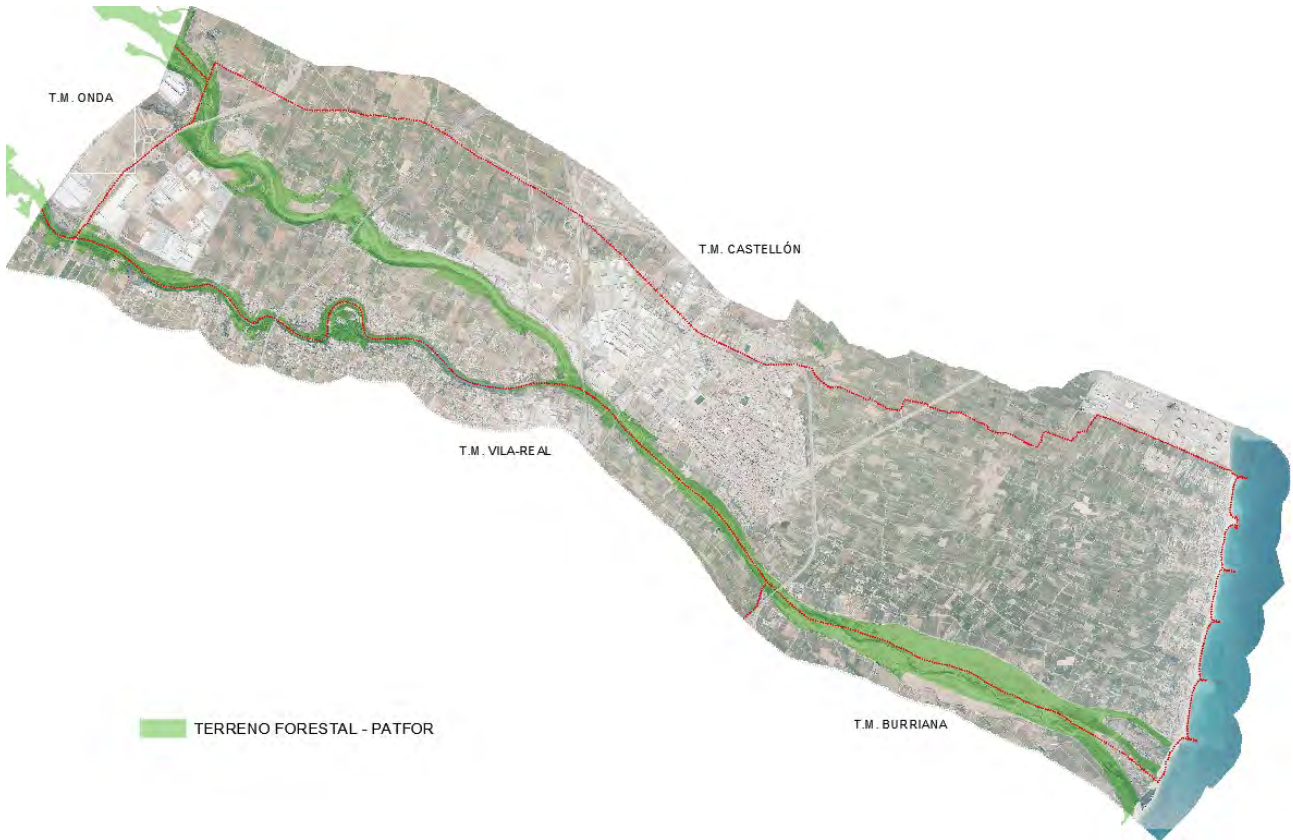 T.M. ONDA
T.M. CASTELLÓN
T.M. VILA-REAL
T.M. BURRIANA
TERRENO FORESTAL - PATFOR